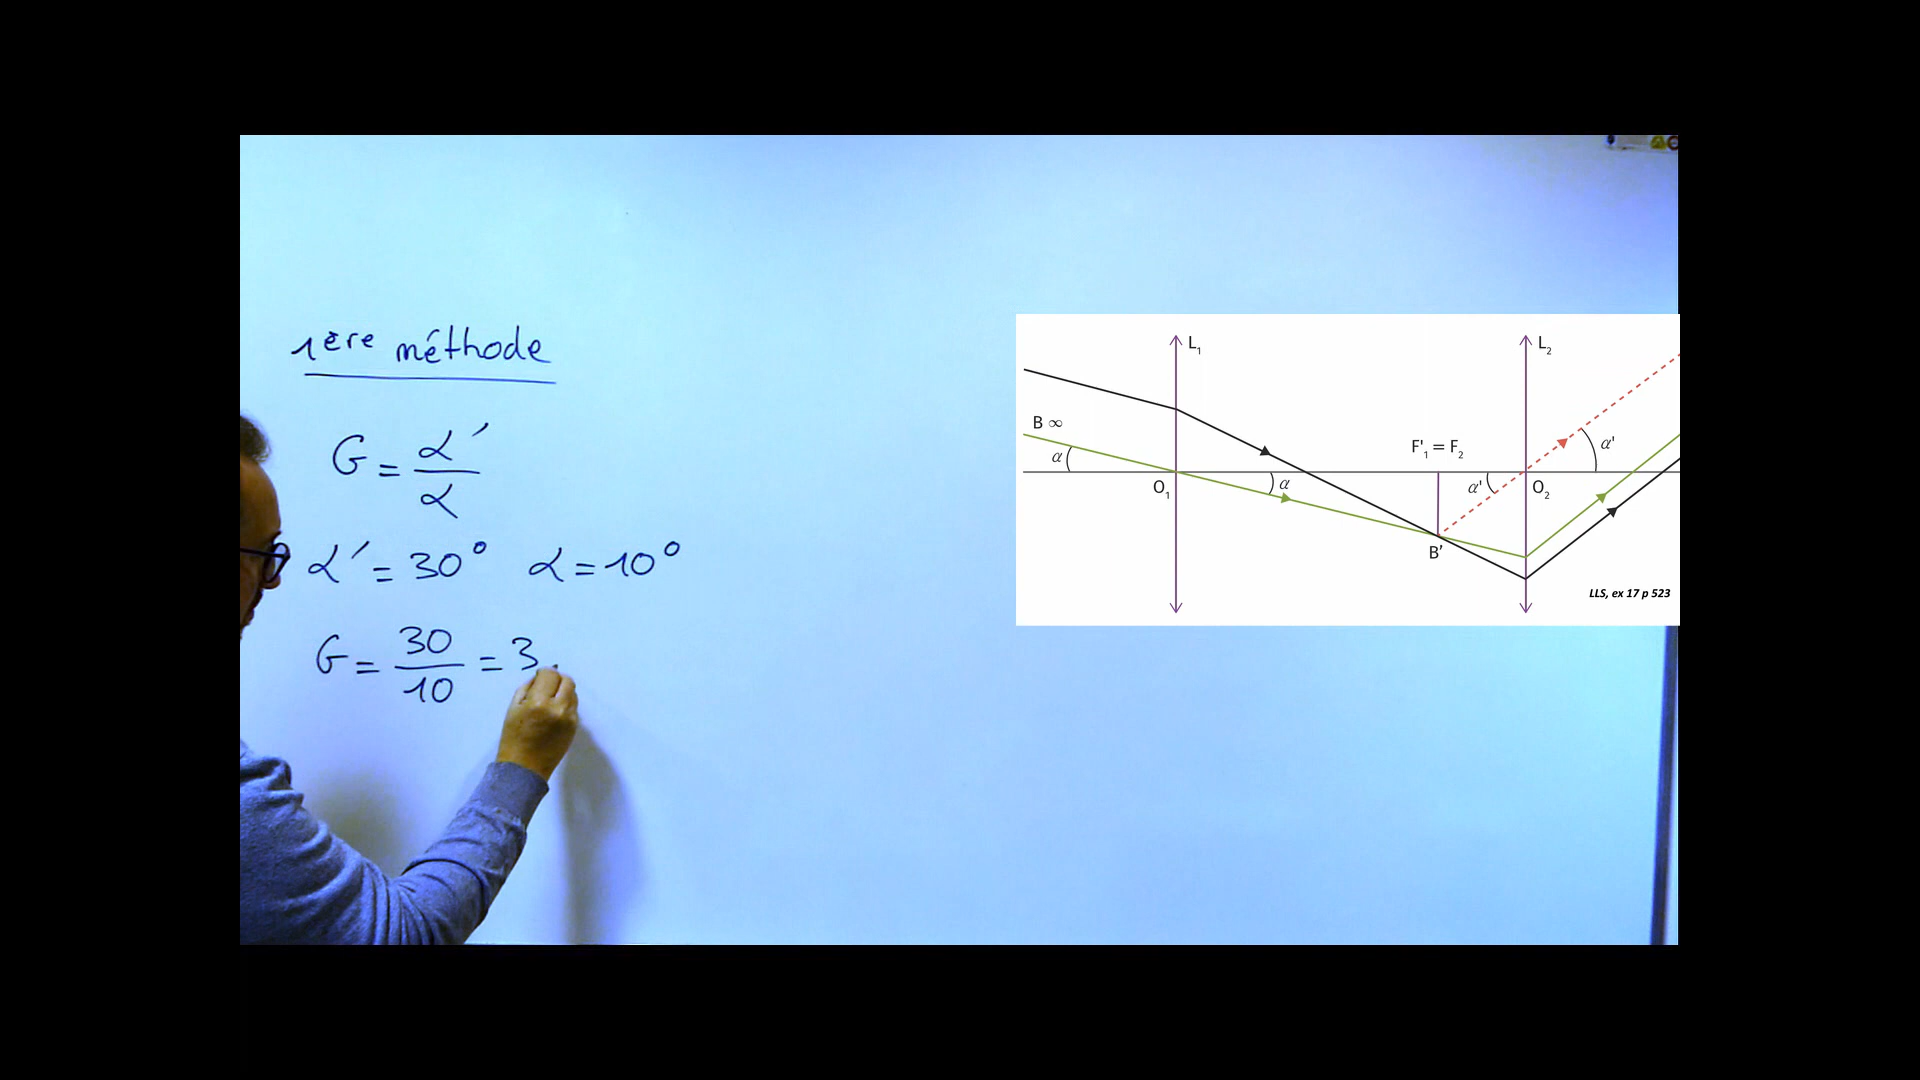 1ère méthode
G = α'/α
α' = 30° α = 10°
G = 30/10 = 3
L₁ L₂
B ∞
F'₁ = F₂
α α α' α'
O₁ O₂
B'
LLS, ex 17 p 523